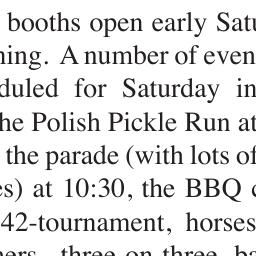 booths open early Satu
ning. A number of even
duled for Saturday in
he Polish Pickle Run at
the parade (with lots of
es) at 10:30, the BBQ c
42-tournament, horses
ners, three-on-three ba